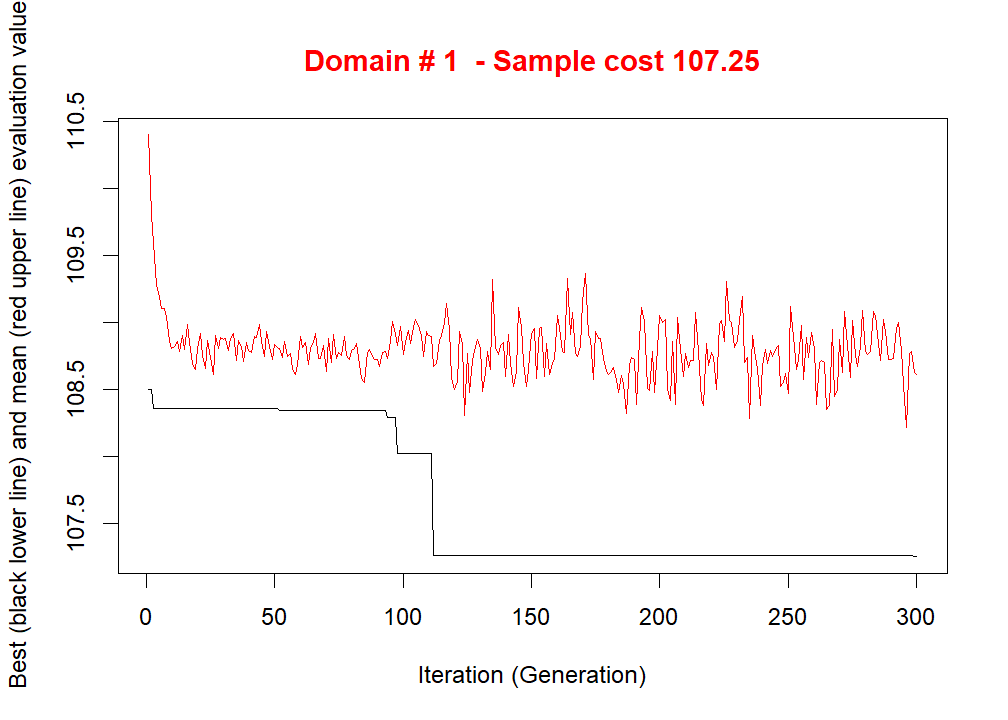 Domain # 1  - Sample cost 107.25
Best (black lower line) and mean (red upper line) evaluation value
110.5
109.5
108.5
107.5
0 50 100 150 200 250 300
Iteration (Generation)